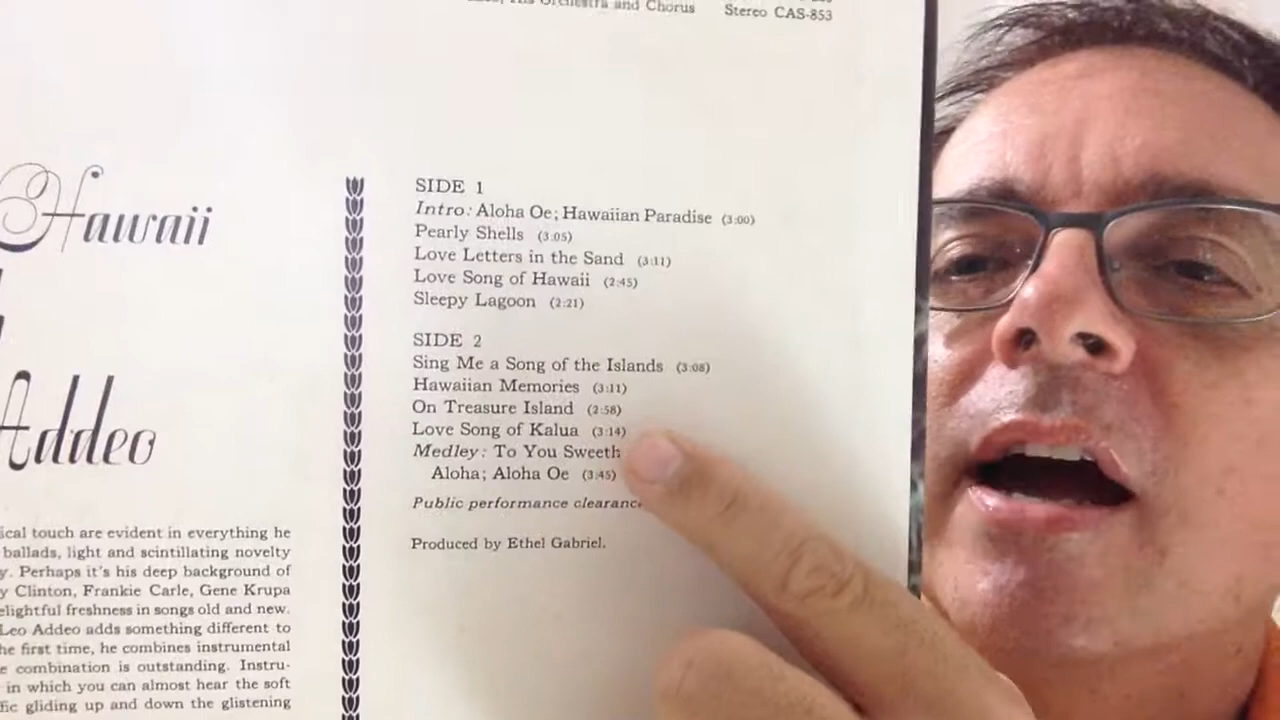 His Orchestra and Chorus Stereo CAS-853
Hawaii
Addeo
SIDE 1
Intro: Aloha Oe; Hawaiian Paradise (3:00)
Pearly Shells (3:05)
Love Letters in the Sand (3:11)
Love Song of Hawaii (2:45)
Sleepy Lagoon (2:21)
SIDE 2
Sing Me a Song of the Islands (3:08)
Hawaiian Memories (3:11)
On Treasure Island (2:58)
Love Song of Kalua (3:14)
Medley: To You Sweeth
Aloha; Aloha Oe (3:45)
Public performance clearanc
Produced by Ethel Gabriel.
ical touch are evident in everything he
ballads, light and scintillating novelty
y. Perhaps it's his deep background of
y Clinton, Frankie Carle, Gene Krupa
elightful freshness in songs old and new.
Leo Addeo adds something different to
he first time, he combines instrumental
e combination is outstanding. Instru-
in which you can almost hear the soft
fic gliding up and down the glistening